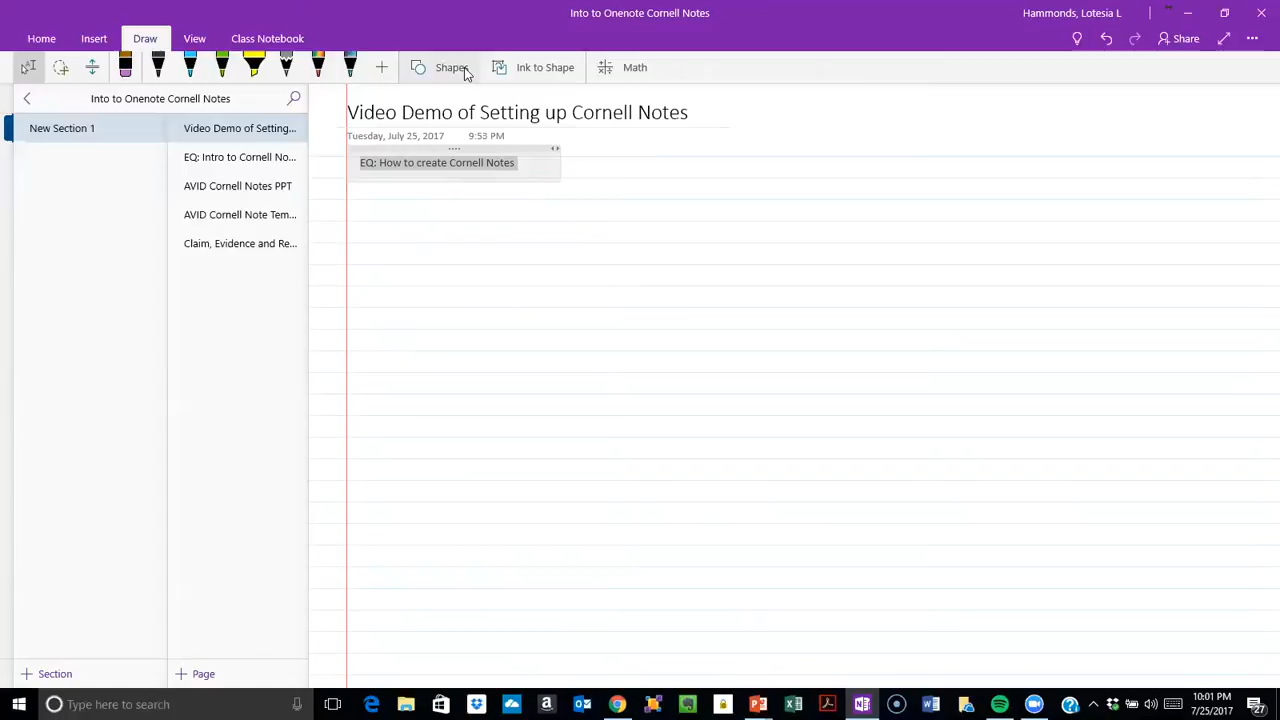 Into to Onenote Cornell Notes
Hammonds, Lotesia L
Home
Insert
Draw
View
Class Notebook
Share
Shapes
Ink to Shape
Math
Into to Onenote Cornell Notes
New Section 1
Video Demo of Setting...
EQ: Intro to Cornell No...
AVID Cornell Notes PPT
AVID Cornell Note Tem...
Claim, Evidence and Re...
Section
Page
Video Demo of Setting up Cornell Notes
Tuesday, July 25, 2017
9:53 PM
EQ: How to create Cornell Notes
Type here to search
10:01 PM
7/25/2017
27